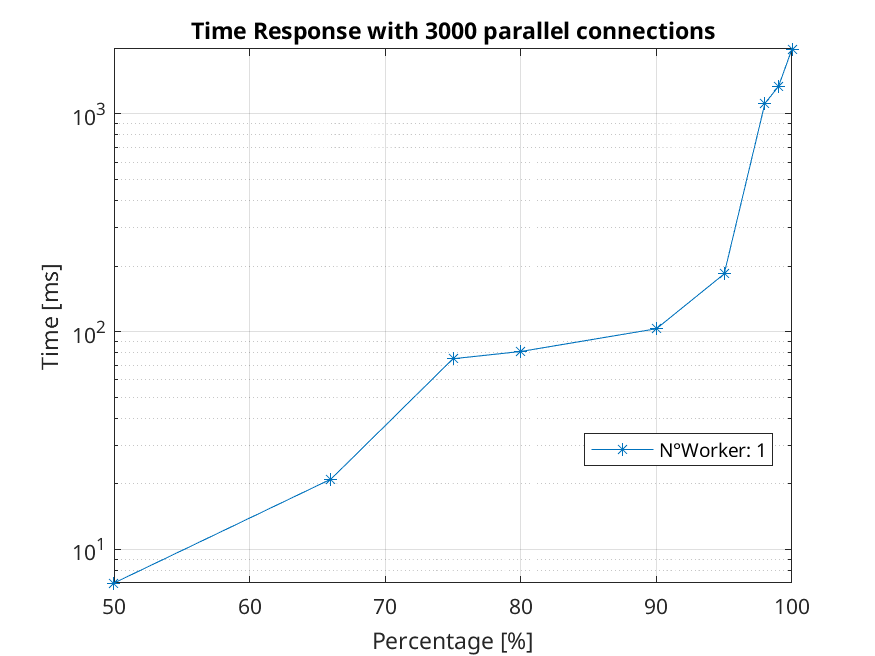 Time Response with 3000 parallel connections
Time [ms]
10^3
10^2
10^1
N°Worker: 1
50 60 70 80 90 100
Percentage [%]